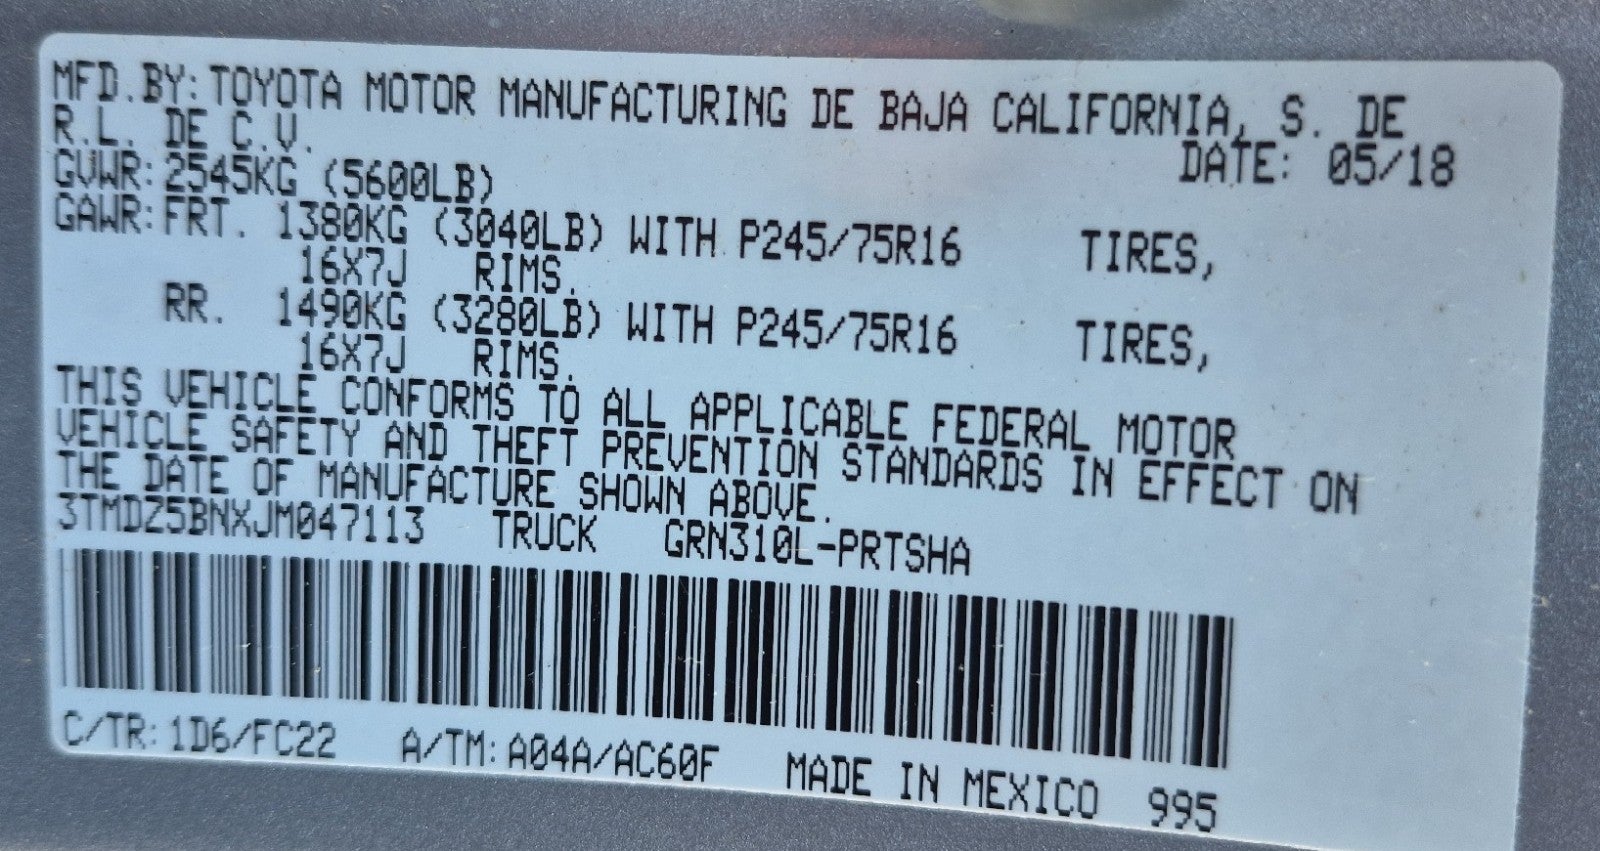 MFD.BY: TOYOTA MOTOR MANUFACTURING DE BAJA CALIFORNIA, S. DE
R.L. DE C.V. DATE: 05/18
GVWR: 2545KG (5600LB)
GAWR: FRT. 1380KG (3040LB) WITH P245/75R16 TIRES,
16X7J RIMS.
RR. 1490KG (3280LB) WITH P245/75R16 TIRES,
16X7J RIMS.
THIS VEHICLE CONFORMS TO ALL APPLICABLE FEDERAL MOTOR
VEHICLE SAFETY AND THEFT PREVENTION STANDARDS IN EFFECT ON
THE DATE OF MANUFACTURE SHOWN ABOVE.
3TMDZ5BNXJM047113 TRUCK GRN310L-PRTSHA
C/TR: 1D6/FC22 A/TM: A04A/AC60F MADE IN MEXICO 995